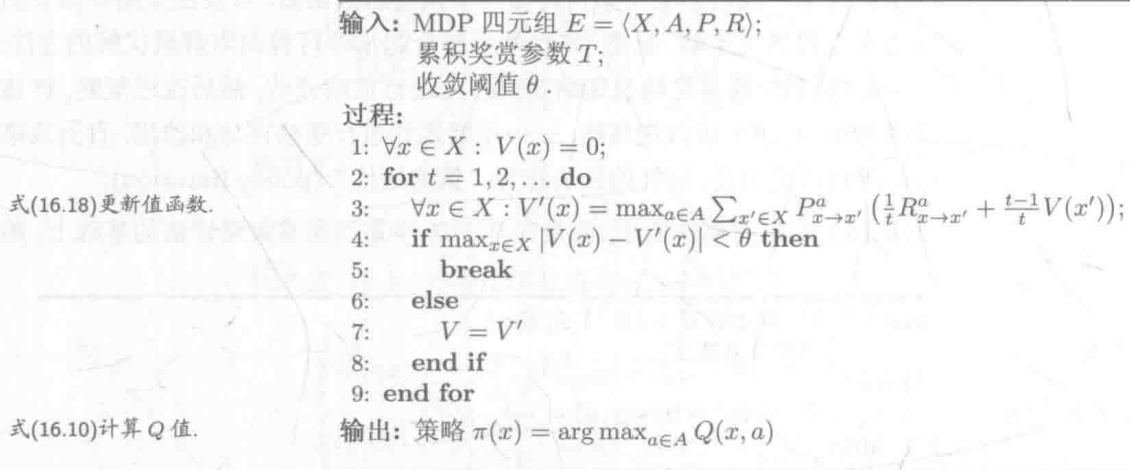 输入: MDP 四元组 E = ⟨X, A, P, R⟩;
累积奖赏参数 T;
收敛阈值 θ.
过程:
1: ∀x ∈ X : V(x) = 0;
2: for t = 1, 2, ... do
式(16.18)更新值函数. 3: ∀x ∈ X : V′(x) = max_{a∈A} ∑_{x′∈X} P^a_{x→x′} (\frac{1}{t} R^a_{x→x′} + \frac{t−1}{t} V(x′));
4: if max_{x∈X} |V(x) − V′(x)| < θ then
5: break
6: else
7: V = V′
8: end if
9: end for
式(16.10)计算 Q 值. 输出: 策略 π(x) = arg max_{a∈A} Q(x, a)